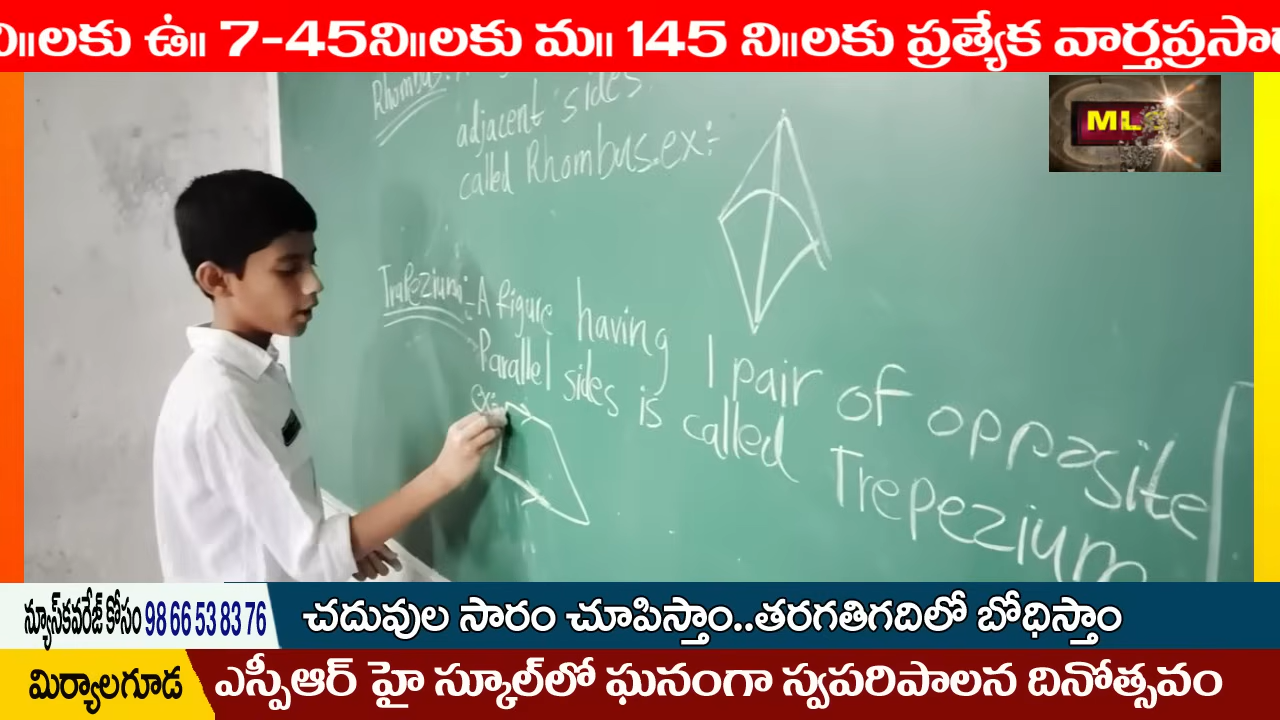 ని॥లకు ఉ॥ 7-45ని॥లకు మ॥ 145 ని॥లకు ప్రత్యేక వార్తప్రసా
ML
Rhombus:
adjacent sides.
called Rhombus.ex:-
Trapezium:- A figure having 1 pair of opposite
Parallel sides is called Trepezium
ex:-
న్యూస్‌కవరేజ్ కోసం 98 66 53 83 76
చదువుల సారం చూపిస్తాం..తరగతిగదిలో బోధిస్తాం
మిర్యాలగూడ
ఎస్పీఆర్ హై స్కూల్‌లో ఘనంగా స్వపరిపాలన దినోత్సవం